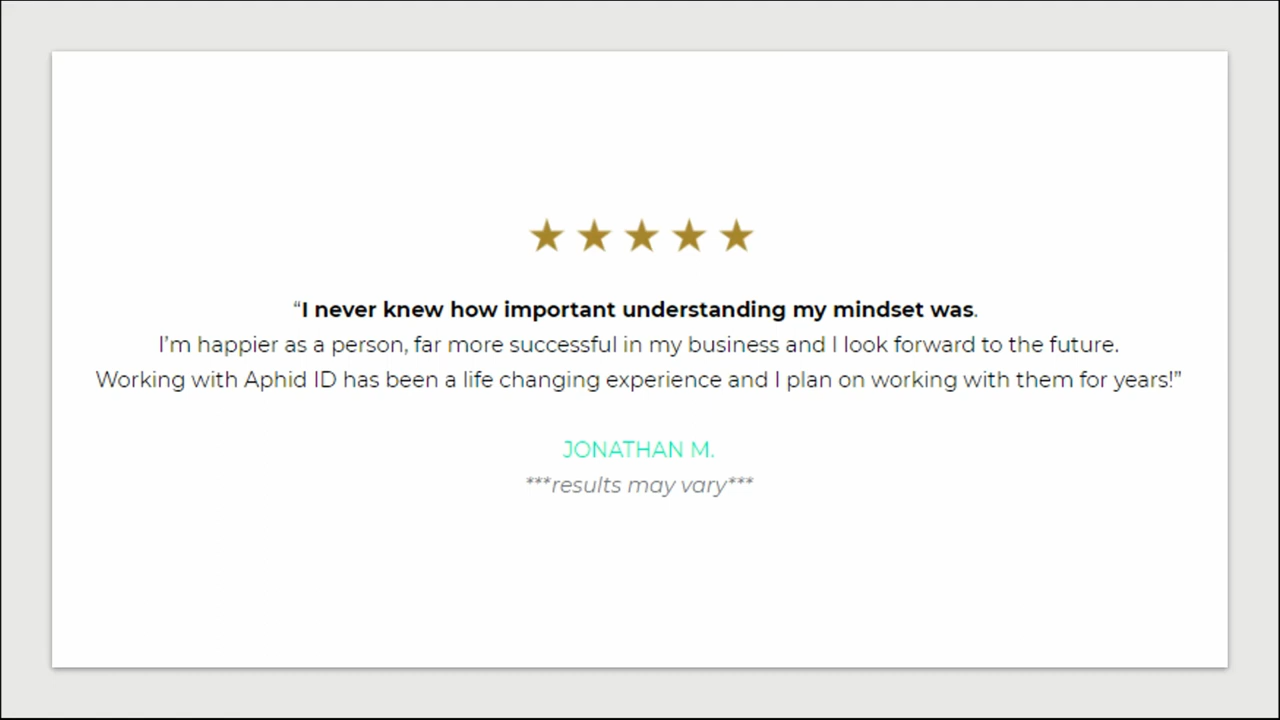 “I never knew how important understanding my mindset was.
I’m happier as a person, far more successful in my business and I look forward to the future.
Working with Aphid ID has been a life changing experience and I plan on working with them for years!”
JONATHAN M.
***results may vary***